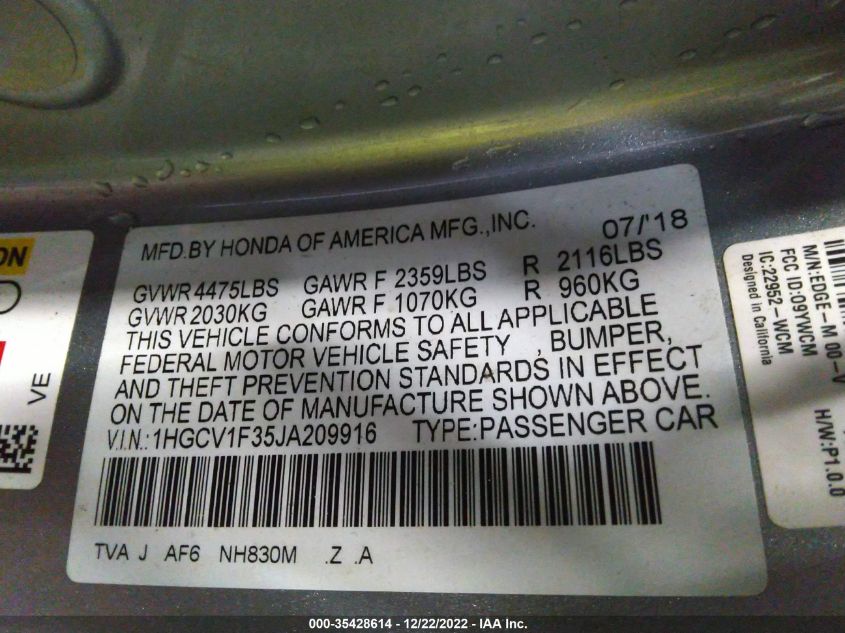 MFD.BY HONDA OF AMERICA MFG.,INC. 07/'18
GVWR 4475LBS GAWR F 2359LBS R 2116LBS
GVWR 2030KG GAWR F 1070KG R 960KG
THIS VEHICLE CONFORMS TO ALL APPLICABLE
FEDERAL MOTOR VEHICLE SAFETY , BUMPER,
AND THEFT PREVENTION STANDARDS IN EFFECT
ON THE DATE OF MANUFACTURE SHOWN ABOVE.
V.I.N.:1HGCV1F35JA209916 TYPE:PASSENGER CAR
TVA J AF6 NH830M .Z .A
VE
M/N:EDGE-M 00-V
FCC ID:O9YWCM
IC:22952-WCM
Designed in California
H/W:P1.0.0
000-35428614 - 12/22/2022 - IAA Inc.